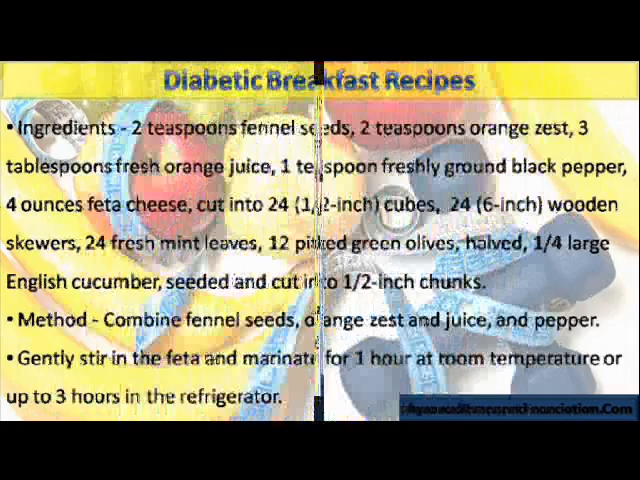 Diabetic Breakfast Recipes
• Ingredients - 2 teaspoons fennel seeds, 2 teaspoons orange zest, 3
tablespoons fresh orange juice, 1 teaspoon freshly ground black pepper,
4 ounces feta cheese, cut into 24 (1/2-inch) cubes, 24 (6-inch) wooden
skewers, 24 fresh mint leaves, 12 pitted green olives, halved, 1/4 large
English cucumber, seeded and cut into 1/2-inch chunks.
• Method - Combine fennel seeds, orange zest and juice, and pepper.
• Gently stir in the feta and marinate for 1 hour at room temperature or
up to 3 hours in the refrigerator.